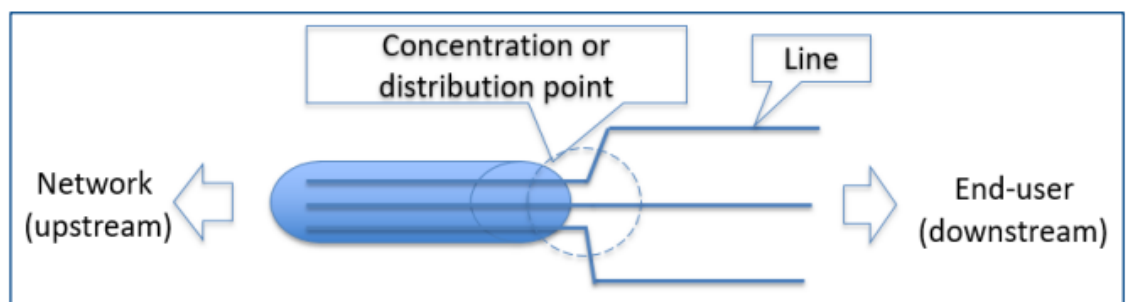 Concentration or
distribution point
Line
Network
(upstream)
End-user
(downstream)